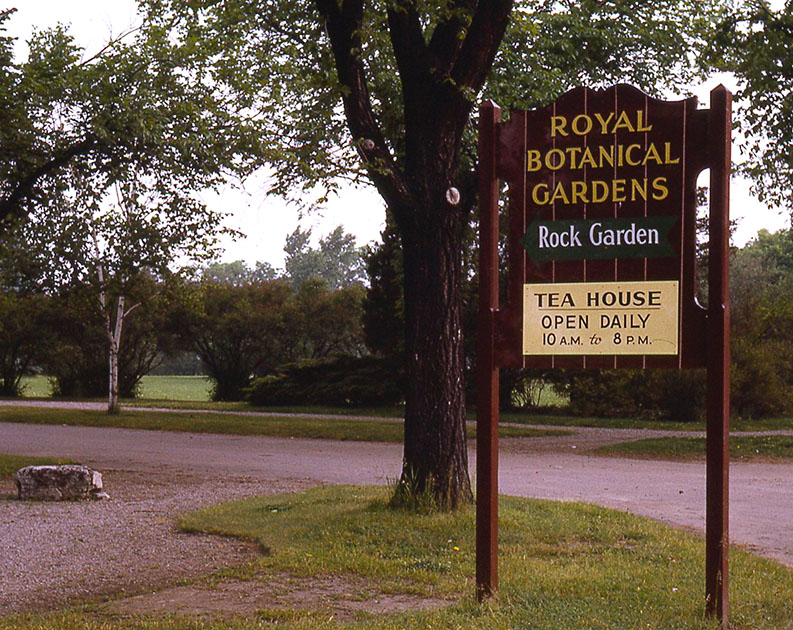 ROYAL
BOTANICAL
GARDENS
Rock Garden
TEA HOUSE
OPEN DAILY
10 A.M. to 8 P.M.